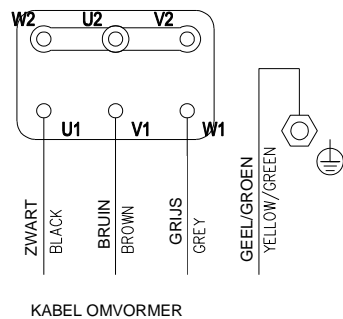 W2 U2 V2
U1 V1 W1
ZWART
BLACK
BRUIN
BROWN
GRIJS
GREY
GEEL/GROEN
YELLOW/GREEN
KABEL OMVORMER